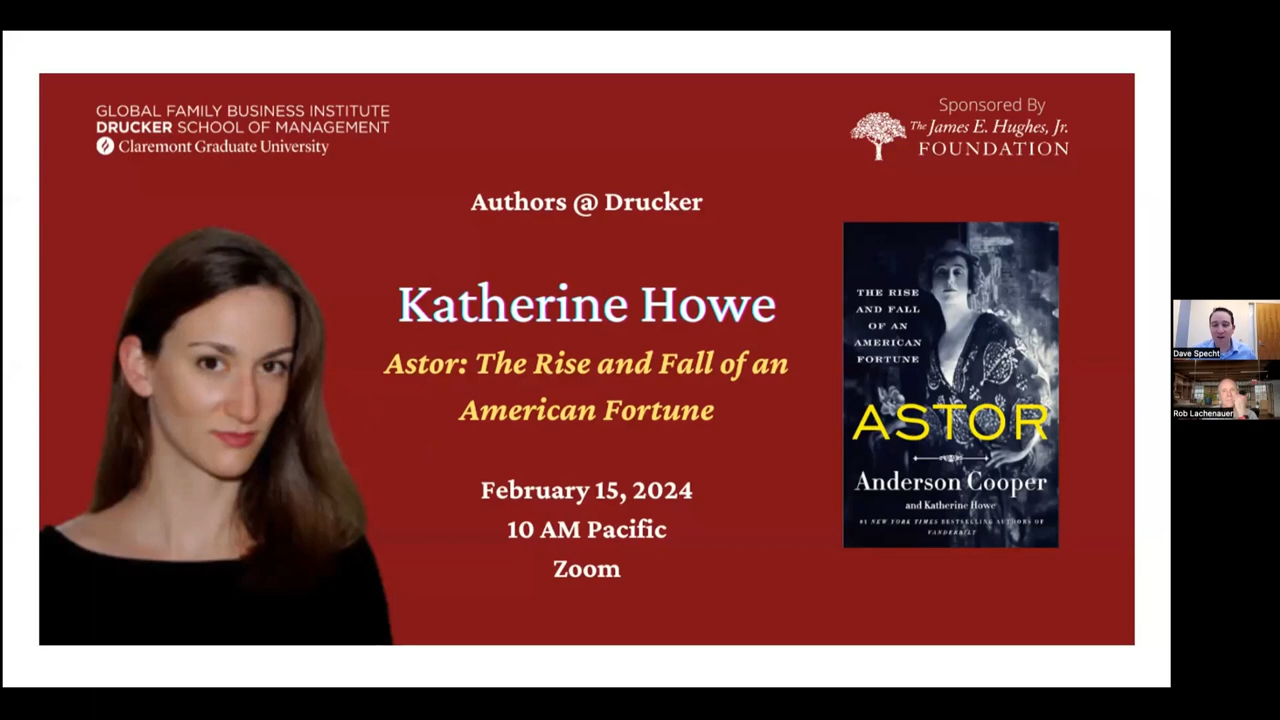 GLOBAL FAMILY BUSINESS INSTITUTE
DRUCKER SCHOOL OF MANAGEMENT
Claremont Graduate University
Sponsored By
The James E. Hughes, Jr.
FOUNDATION
Authors @ Drucker
Katherine Howe
Astor: The Rise and Fall of an
American Fortune
February 15, 2024
10 AM Pacific
Zoom
THE RISE
AND FALL
OF AN
AMERICAN
FORTUNE
ASTOR
Anderson Cooper
and Katherine Howe
#1 NEW YORK TIMES BESTSELLING AUTHORS OF
VANDERBILT
Dave Specht
Rob Lachenauer